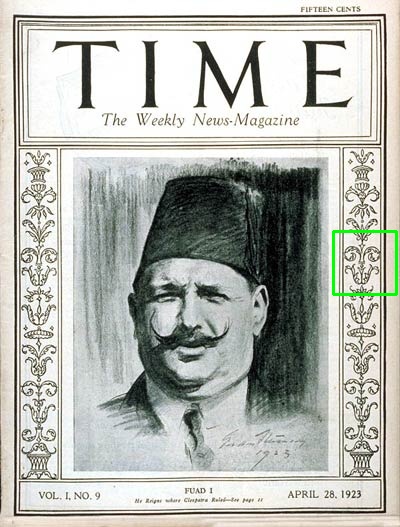 FIFTEEN CENTS
TIME
The Weekly News-Magazine
1923
VOL. I, NO. 9
FUAD I
APRIL 28, 1923
He Reigns where Cleopatra Ruled—See page 11